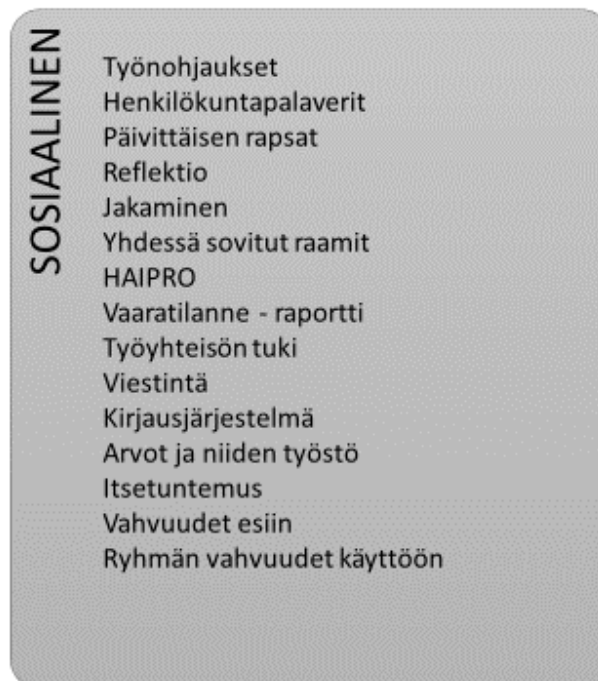 SOSIAALINEN
Työnohjaukset
Henkilökuntapalaverit
Päivittäisen rapsat
Reflektio
Jakaminen
Yhdessä sovitut raamit
HAIPRO
Vaaratilanne - raportti
Työyhteisön tuki
Viestintä
Kirjausjärjestelmä
Arvot ja niiden työstö
Itsetuntemus
Vahvuudet esiin
Ryhmän vahvuudet käyttöön